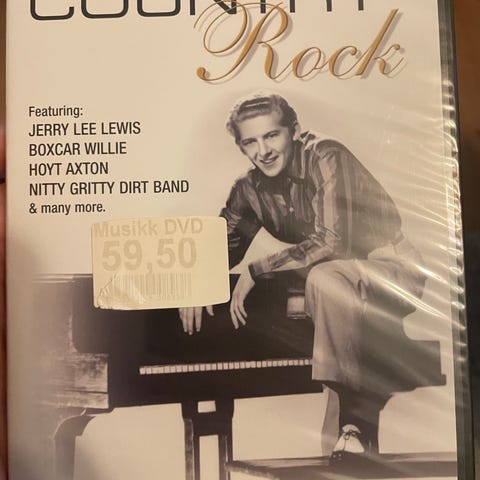 COUNTRY
Rock
Featuring:
JERRY LEE LEWIS
BOXCAR WILLIE
HOYT AXTON
NITTY GRITTY DIRT BAND
& many more.
Musikk DVD
59,50